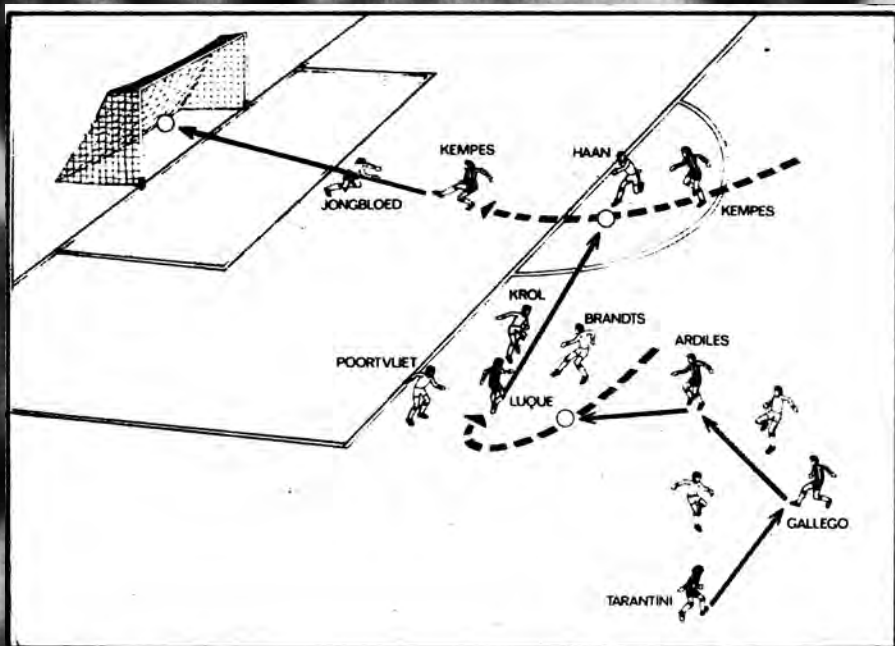 KEMPES
HAAN
JONGBLOED
KEMPES
KROL
BRANDTS
ARDILES
POORTVLIET
LUQUE
GALLEGO
TARANTINI